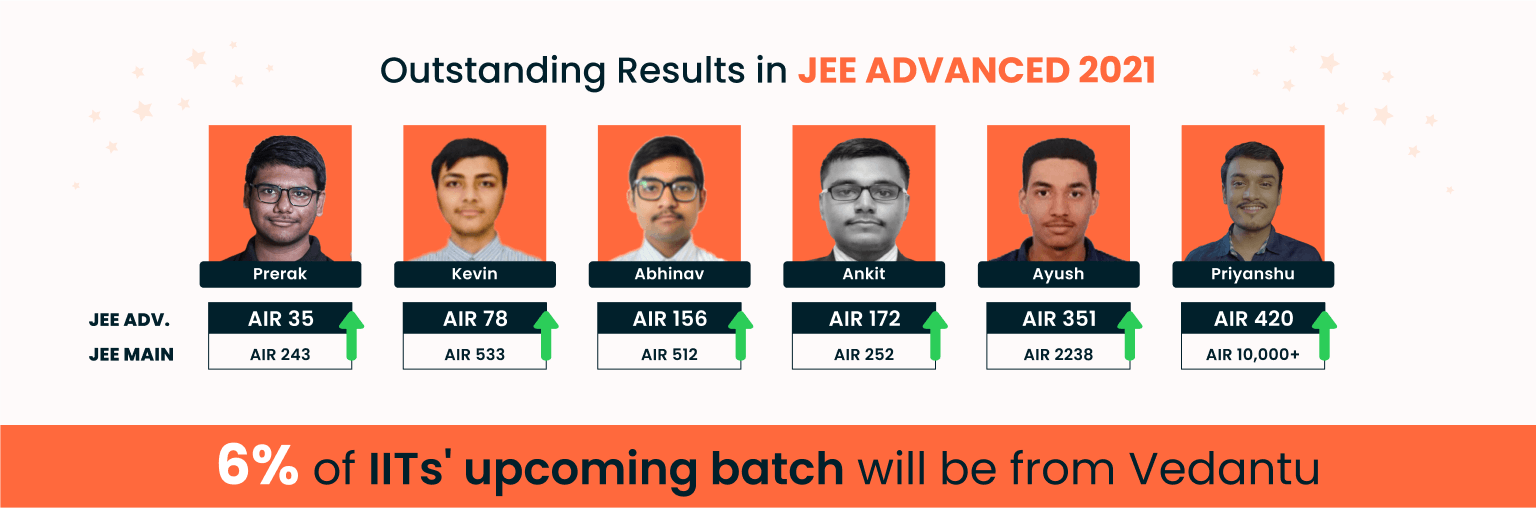 Outstanding Results in JEE ADVANCED 2021
Prerak Kevin Abhinav Ankit Ayush Priyanshu
JEE ADV. AIR 35 AIR 78 AIR 156 AIR 172 AIR 351 AIR 420
JEE MAIN AIR 243 AIR 533 AIR 512 AIR 252 AIR 2238 AIR 10,000+
6% of IITs' upcoming batch will be from Vedantu